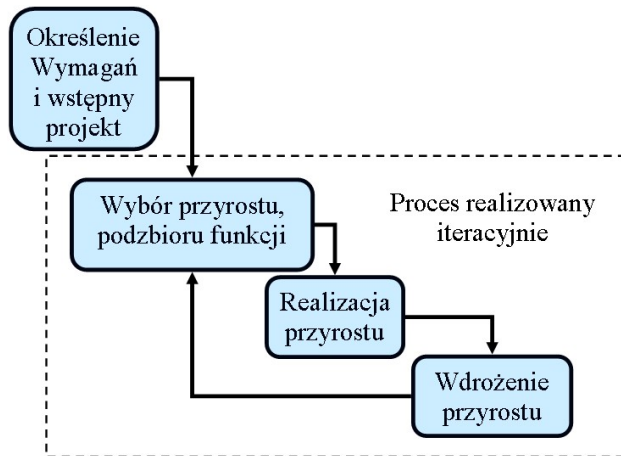 Określenie
Wymagań
i wstępny
projekt
Wybór przyrostu,
podzbioru funkcji
Proces realizowany
iteracyjnie
Realizacja
przyrostu
Wdrożenie
przyrostu